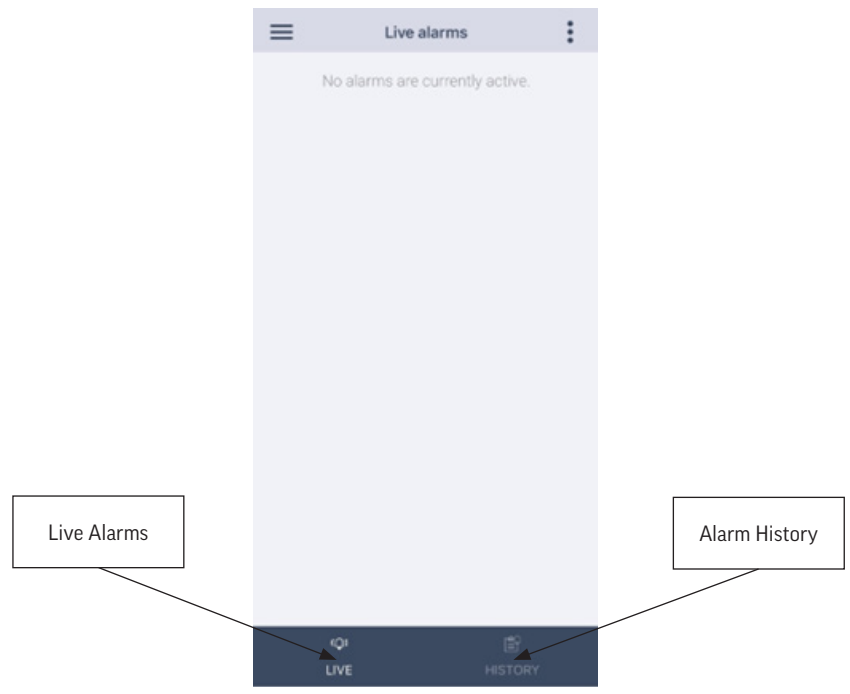 Live alarms
No alarms are currently active.
Live Alarms
Alarm History
LIVE
HISTORY